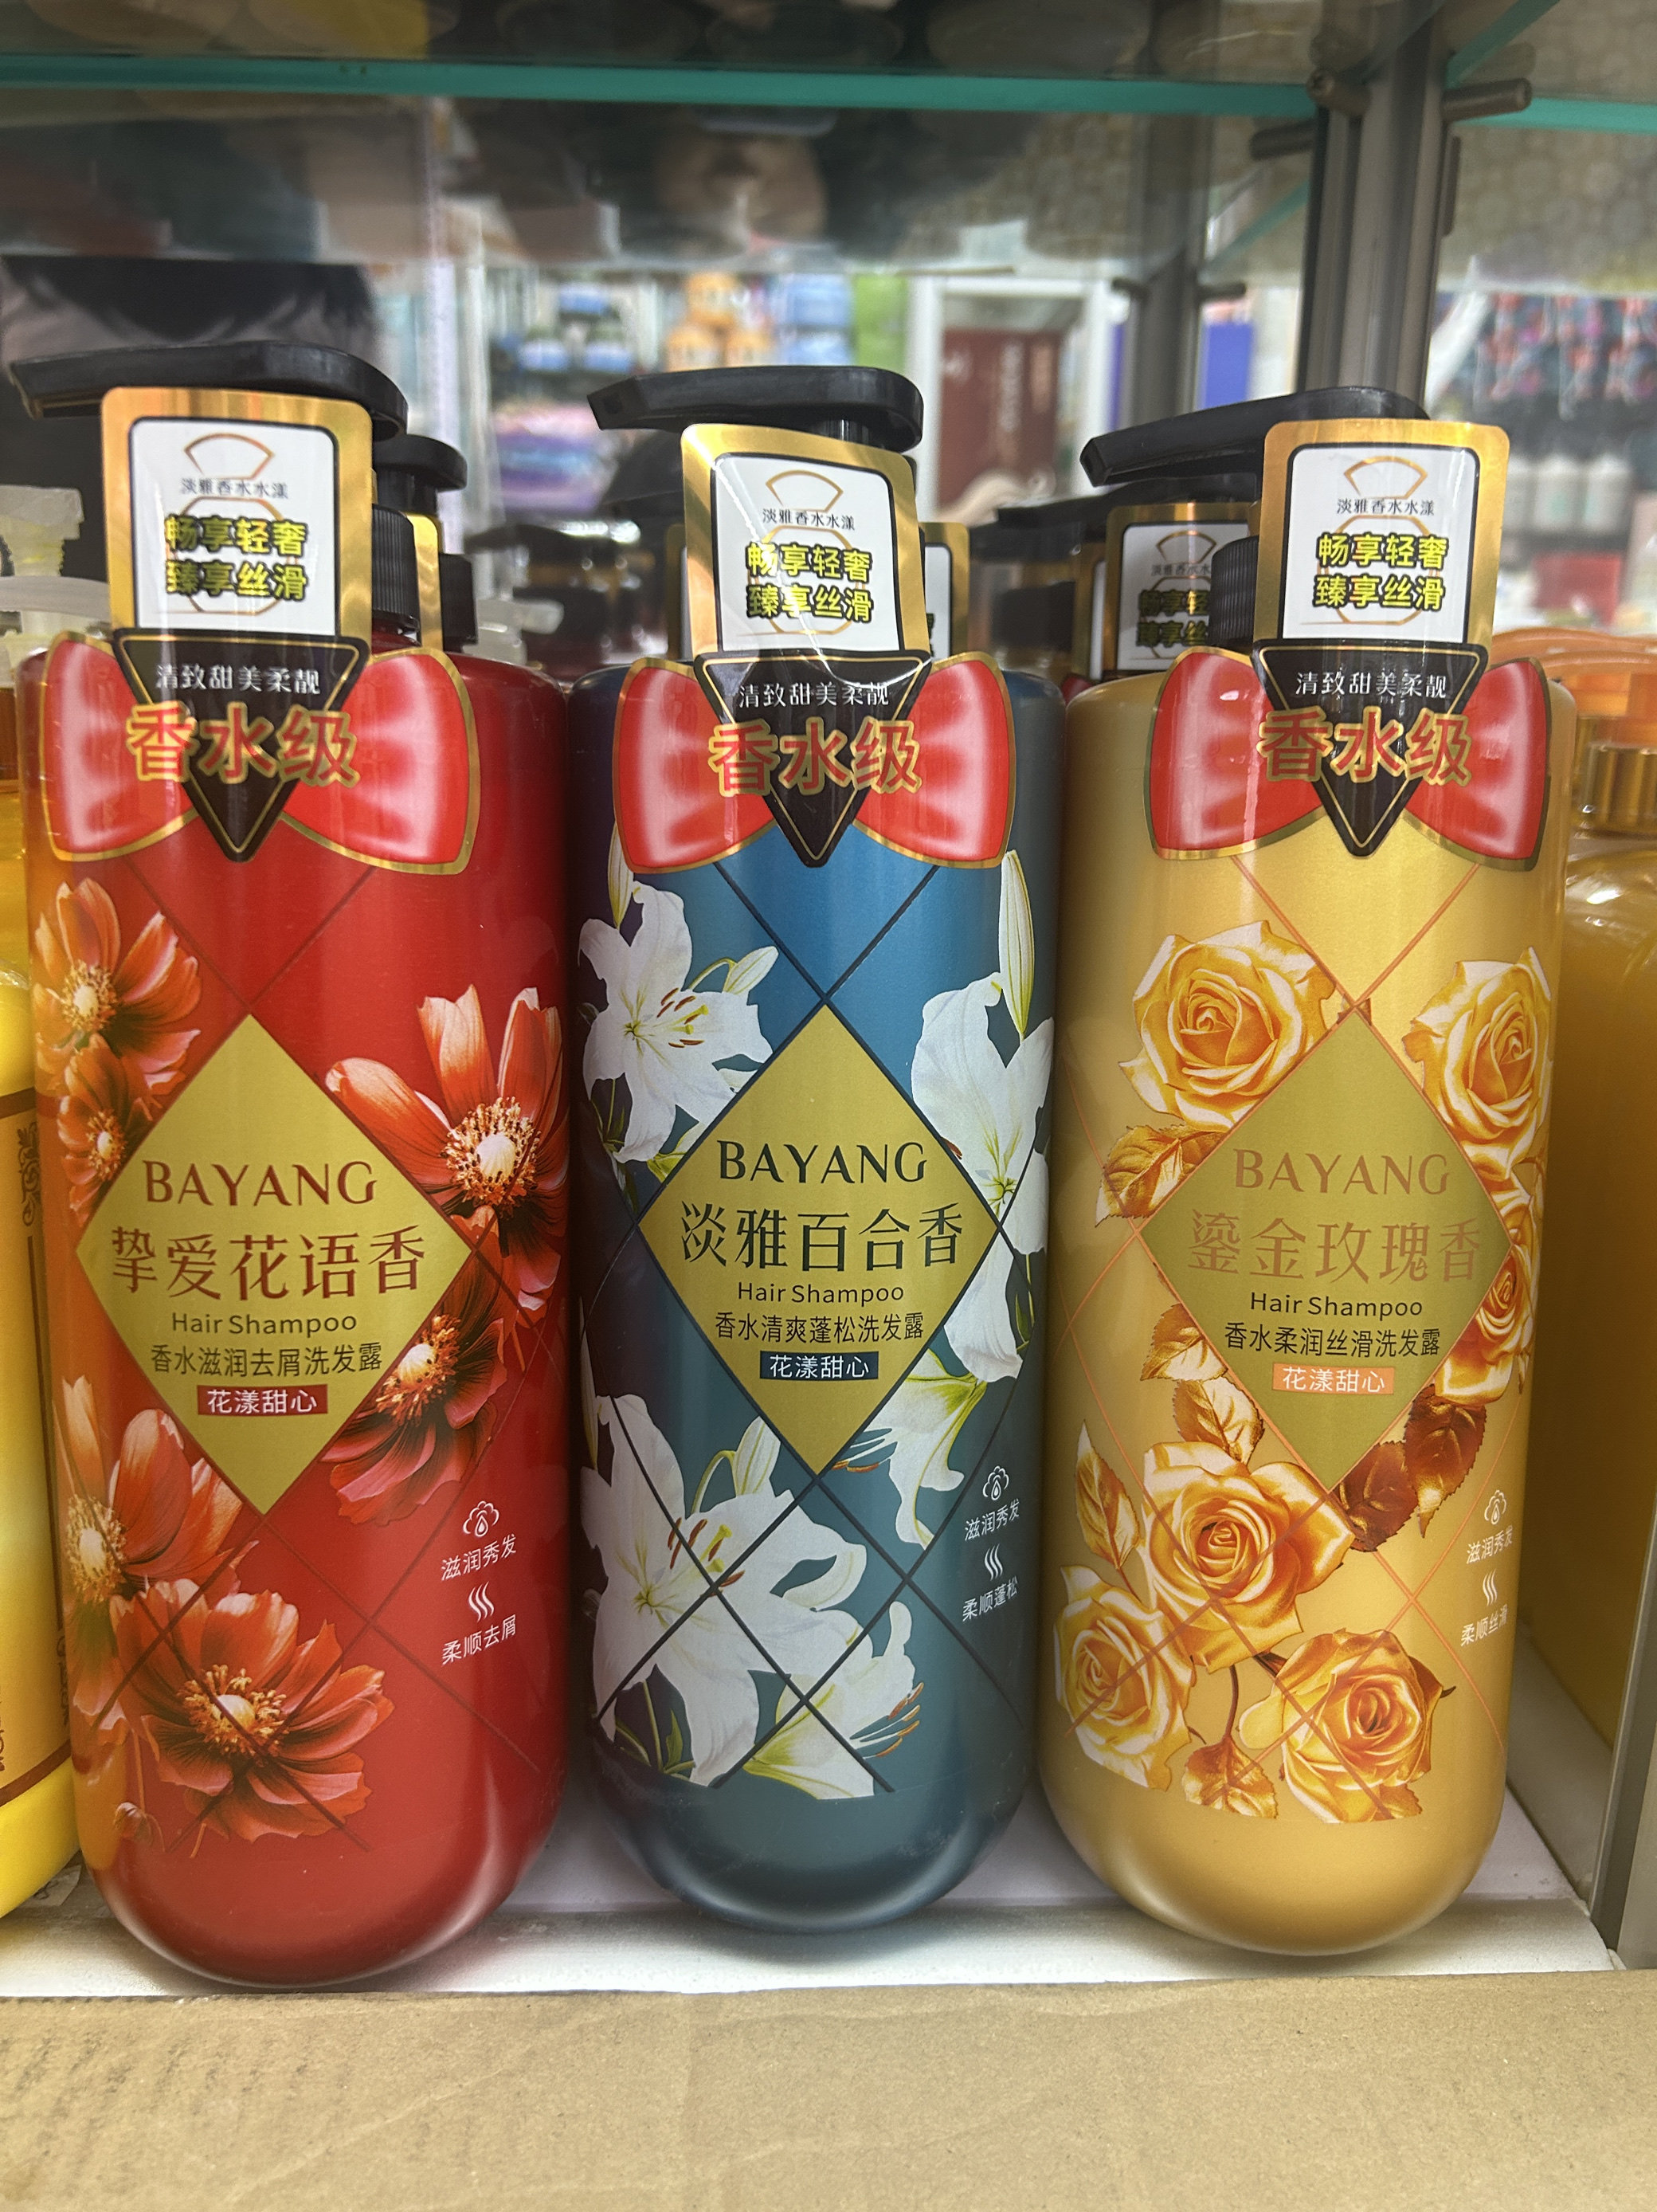 淡雅香水水漾
畅享轻奢
臻享丝滑
清致甜美柔靓
香水级
BAYANG
挚爱花语香
Hair Shampoo
香水滋润去屑洗发露
花漾甜心
滋润秀发
柔顺去屑
淡雅香水水漾
畅享轻奢
臻享丝滑
清致甜美柔靓
香水级
BAYANG
淡雅百合香
Hair Shampoo
香水清爽蓬松洗发露
花漾甜心
滋润秀发
柔顺蓬松
淡雅香水水漾
畅享轻奢
臻享丝滑
清致甜美柔靓
香水级
BAYANG
鎏金玫瑰香
Hair Shampoo
香水柔润丝滑洗发露
花漾甜心
滋润秀发
柔顺丝滑